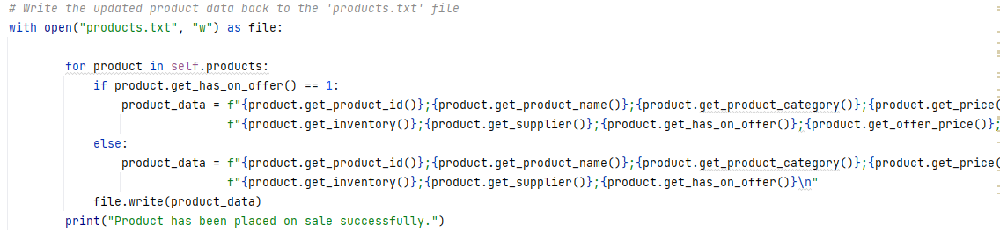 # Write the updated product data back to the 'products.txt' file
with open("products.txt", "w") as file:
for product in self.products:
if product.get_has_on_offer() == 1:
product_data = f"{product.get_product_id()};{product.get_product_name()};{product.get_product_category()};{product.get_price(
f"{product.get_inventory()};{product.get_supplier()};{product.get_has_on_offer()};{product.get_offer_price()};
else:
product_data = f"{product.get_product_id()};{product.get_product_name()};{product.get_product_category()};{product.get_price(
f"{product.get_inventory()};{product.get_supplier()};{product.get_has_on_offer()}\n"
file.write(product_data)
print("Product has been placed on sale successfully.")